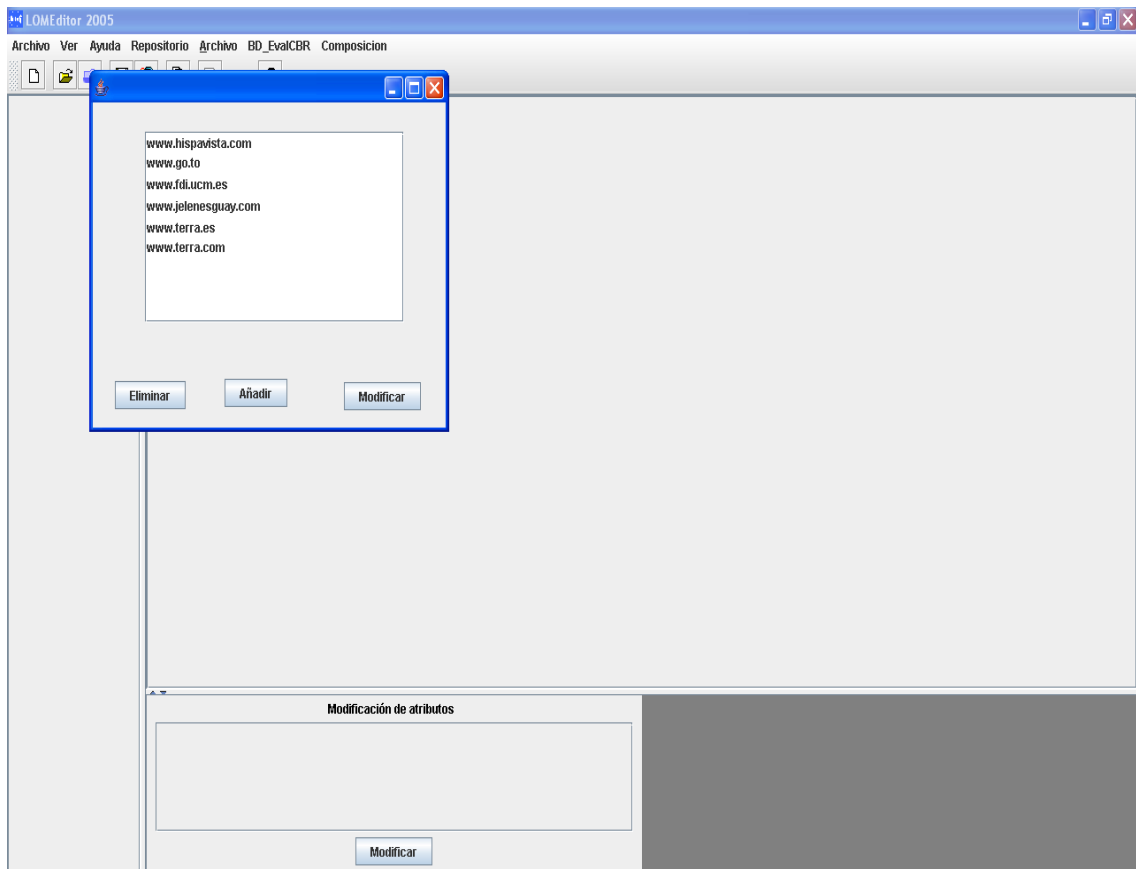 LOMEditor 2005
Archivo Ver Ayuda Repositorio Archivo BD_EvalCBR Composicion
www.hispavista.com
www.go.to
www.fdi.ucm.es
www.jelenesguay.com
www.terra.es
www.terra.com
Eliminar Añadir Modificar
Modificación de atributos
Modificar